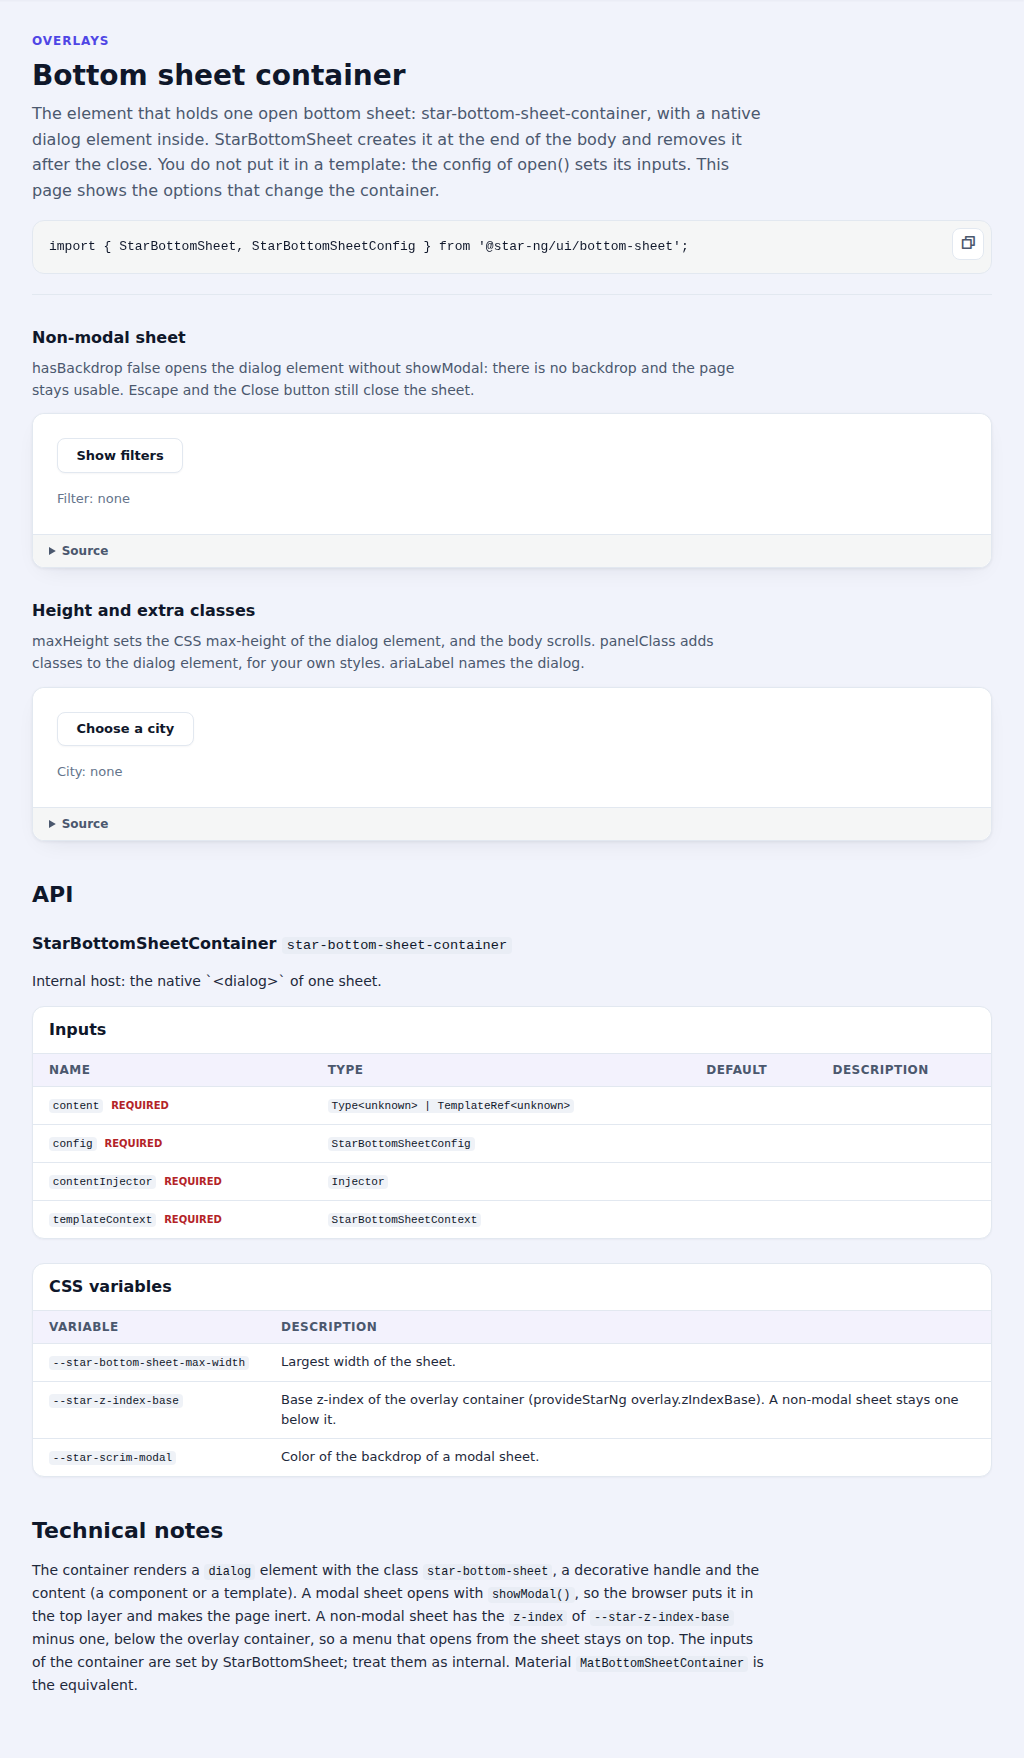 OVERLAYS
Bottom sheet container
The element that holds one open bottom sheet: star-bottom-sheet-container, with a native
dialog element inside. StarBottomSheet creates it at the end of the body and removes it
after the close. You do not put it in a template: the config of open() sets its inputs. This
page shows the options that change the container.
import { StarBottomSheet, StarBottomSheetConfig } from '@star-ng/ui/bottom-sheet';
Non-modal sheet
hasBackdrop false opens the dialog element without showModal: there is no backdrop and the page
stays usable. Escape and the Close button still close the sheet.
Show filters
Filter: none
Source
Height and extra classes
maxHeight sets the CSS max-height of the dialog element, and the body scrolls. panelClass adds
classes to the dialog element, for your own styles. ariaLabel names the dialog.
Choose a city
City: none
Source
API
StarBottomSheetContainer star-bottom-sheet-container
Internal host: the native `<dialog>` of one sheet.
Inputs
NAME TYPE DEFAULT DESCRIPTION
content REQUIRED Type<unknown> | TemplateRef<unknown>
config REQUIRED StarBottomSheetConfig
contentInjector REQUIRED Injector
templateContext REQUIRED StarBottomSheetContext
CSS variables
VARIABLE DESCRIPTION
--star-bottom-sheet-max-width Largest width of the sheet.
--star-z-index-base Base z-index of the overlay container (provideStarNg overlay.zIndexBase). A non-modal sheet stays one
below it.
--star-scrim-modal Color of the backdrop of a modal sheet.
Technical notes
The container renders a dialog element with the class star-bottom-sheet, a decorative handle and the
content (a component or a template). A modal sheet opens with showModal(), so the browser puts it in
the top layer and makes the page inert. A non-modal sheet has the z-index of --star-z-index-base
minus one, below the overlay container, so a menu that opens from the sheet stays on top. The inputs
of the container are set by StarBottomSheet; treat them as internal. Material MatBottomSheetContainer is
the equivalent.